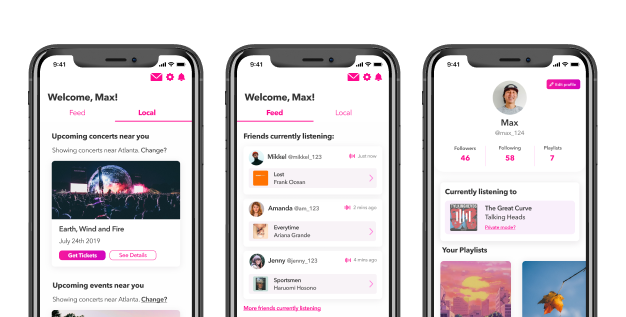 9:41
Welcome, Max!
Feed
Local
Upcoming concerts near you
Showing concerts near Atlanta. Change?
Earth, Wind and Fire
July 24th 2019
Get Tickets
See Details
Upcoming events near you
Showing concerts near Atlanta. Change?
9:41
Welcome, Max!
Feed
Local
Friends currently listening:
Mikkel @mikkel_123
Just now
Lost
Frank Ocean
Amanda @am_123
2 mins ago
Everytime
Ariana Grande
Jenny @jenny_123
4 mins ago
Sportsmen
Haruomi Hosono
More friends currently listening
9:41
Edit profile
Max
@max_124
Followers
Following
Playlists
46
58
7
Currently listening to
The Great Curve
Talking Heads
Private mode?
Your Playlists